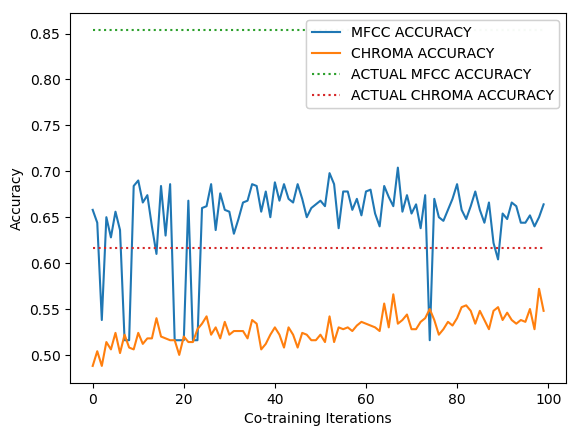 MFCC ACCURACY
CHROMA ACCURACY
ACTUAL MFCC ACCURACY
ACTUAL CHROMA ACCURACY
0.85
0.80
0.75
0.70
0.65
0.60
0.55
0.50
Accuracy
0 20 40 60 80 100
Co-training Iterations